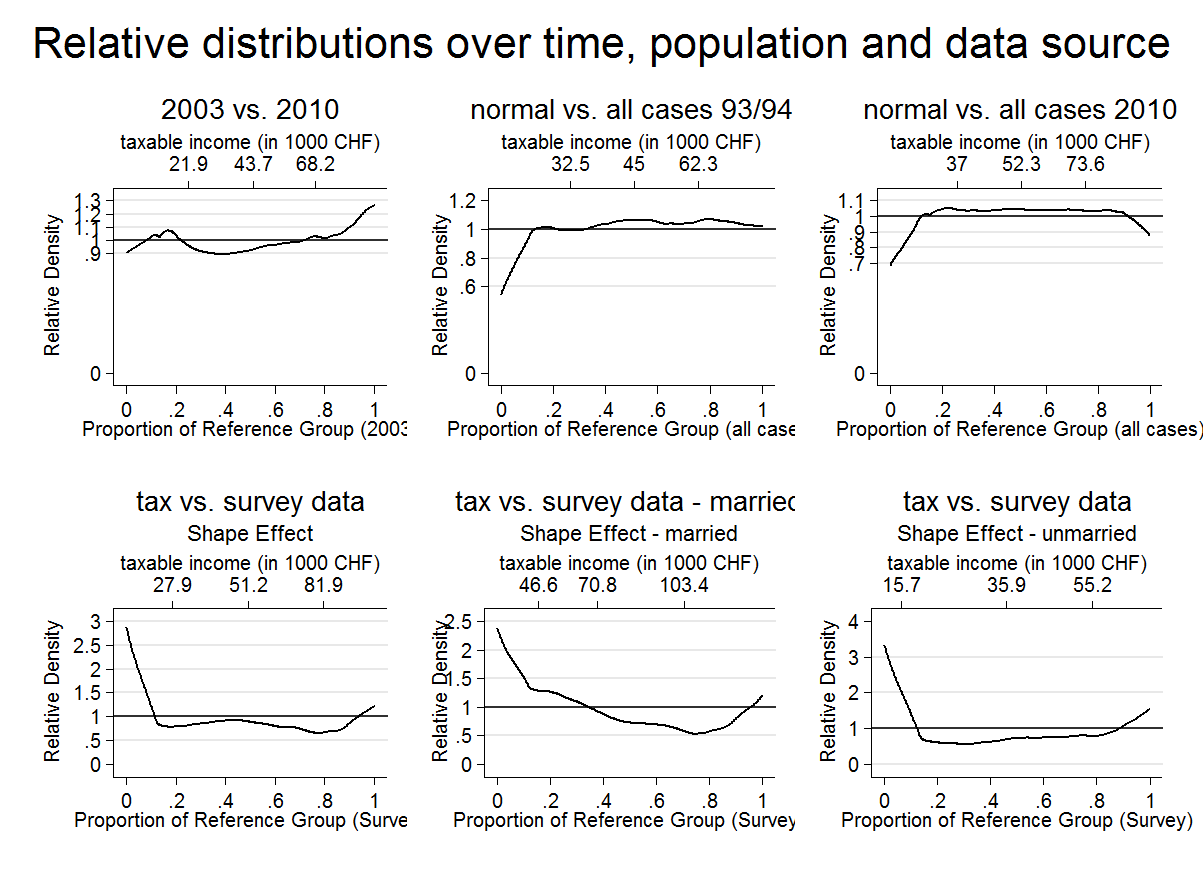 Relative distributions over time, population and data source
2003 vs. 2010
taxable income (in 1000 CHF)
21.9 43.7 68.2
Relative Density
1.3
1.2
1.1
1
.9
0
0 .2 .4 .6 .8 1
Proportion of Reference Group (2003
normal vs. all cases 93/94
taxable income (in 1000 CHF)
32.5 45 62.3
Relative Density
1.2
1
.8
.6
0
0 .2 .4 .6 .8 1
Proportion of Reference Group (all case
normal vs. all cases 2010
taxable income (in 1000 CHF)
37 52.3 73.6
Relative Density
1.1
1
.9
.8
.7
0
0 .2 .4 .6 .8 1
Proportion of Reference Group (all cases)
tax vs. survey data
Shape Effect
taxable income (in 1000 CHF)
27.9 51.2 81.9
Relative Density
3
2.5
2
1.5
1
.5
0
0 .2 .4 .6 .8 1
Proportion of Reference Group (Surve
tax vs. survey data - married
Shape Effect - married
taxable income (in 1000 CHF)
46.6 70.8 103.4
Relative Density
2.5
2
1.5
1
.5
0
0 .2 .4 .6 .8 1
Proportion of Reference Group (Survey
tax vs. survey data
Shape Effect - unmarried
taxable income (in 1000 CHF)
15.7 35.9 55.2
Relative Density
4
3
2
1
0
0 .2 .4 .6 .8 1
Proportion of Reference Group (Survey)